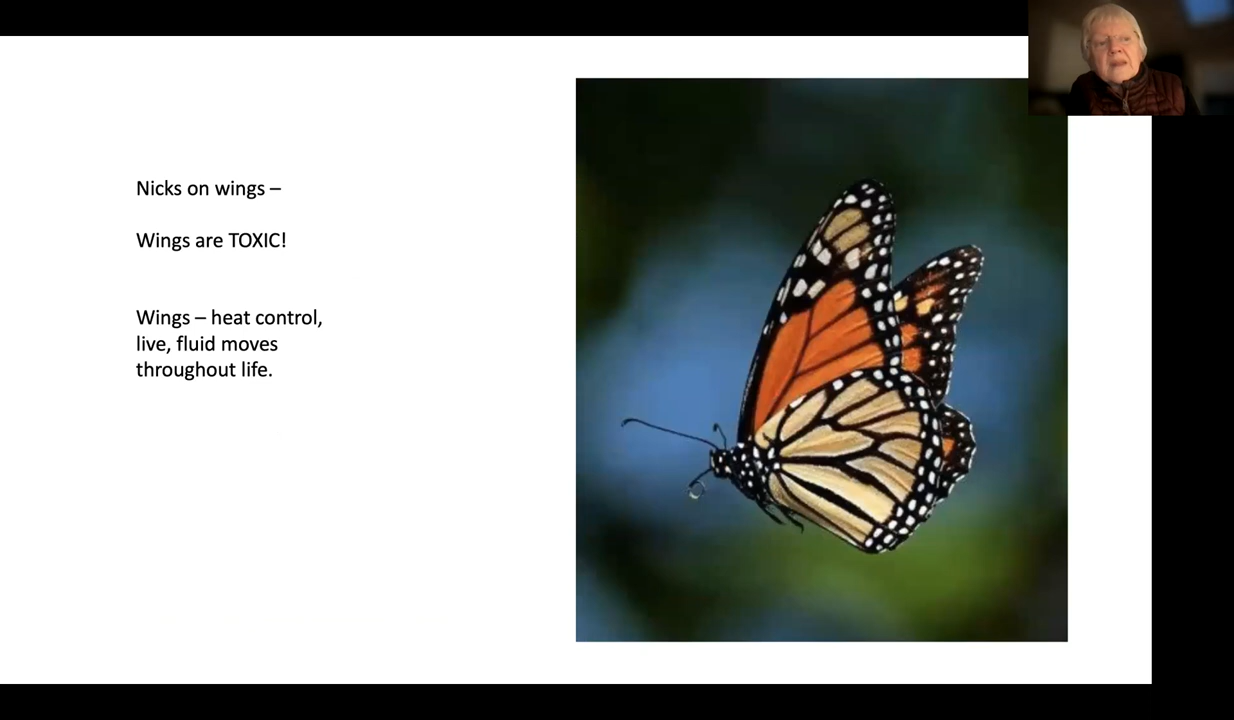 Nicks on wings –
Wings are TOXIC!
Wings – heat control,
live, fluid moves
throughout life.